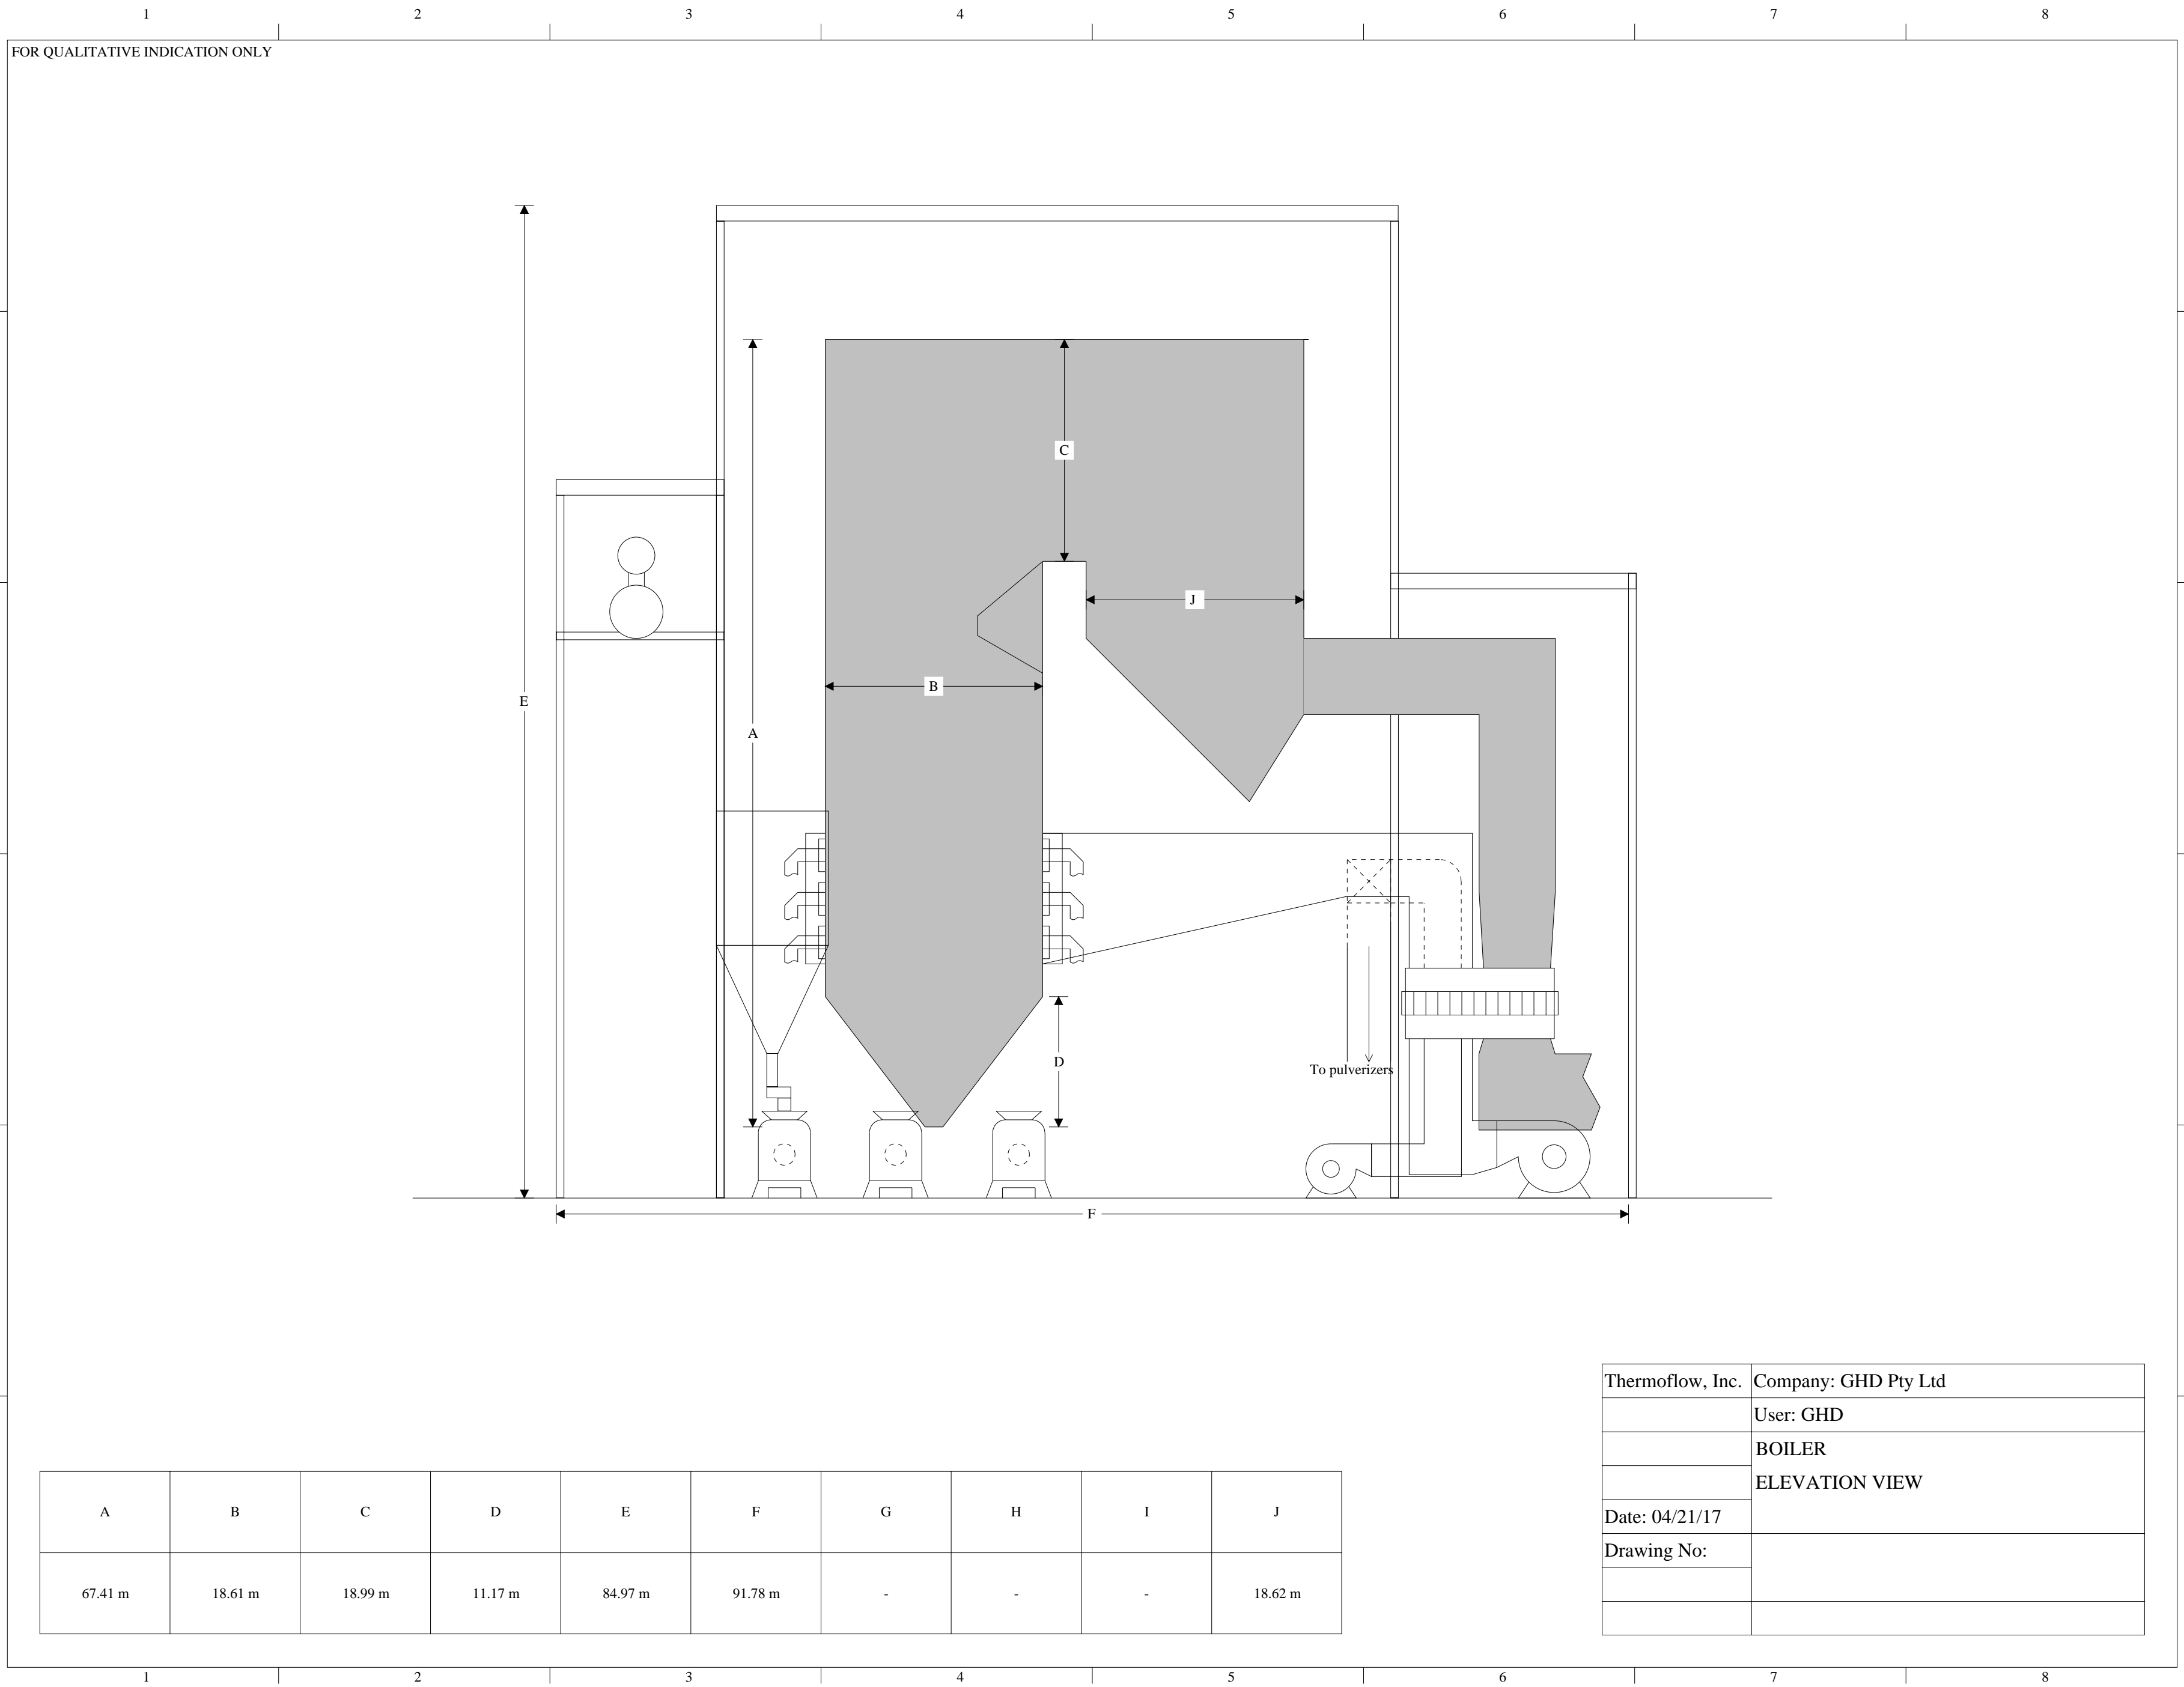 1 2 3 4 5 6 7 8
FOR QUALITATIVE INDICATION ONLY
C
J
B
E
A
D
To pulverizers
F
Thermoflow, Inc. Company: GHD Pty Ltd
User: GHD
BOILER
ELEVATION VIEW
Date: 04/21/17
Drawing No:
A B C D E F G H I J
67.41 m 18.61 m 18.99 m 11.17 m 84.97 m 91.78 m - - - 18.62 m
1 2 3 4 5 6 7 8